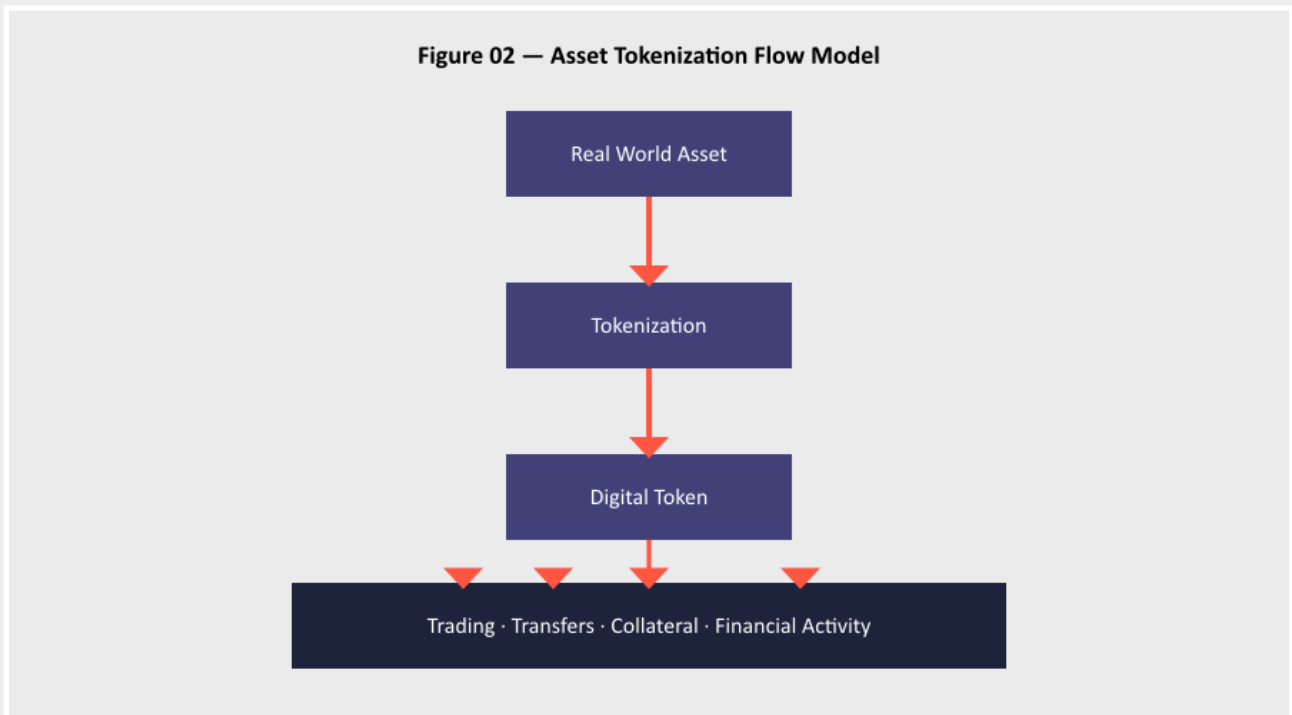 Figure 02 — Asset Tokenization Flow Model
Real World Asset
Tokenization
Digital Token
Trading · Transfers · Collateral · Financial Activity